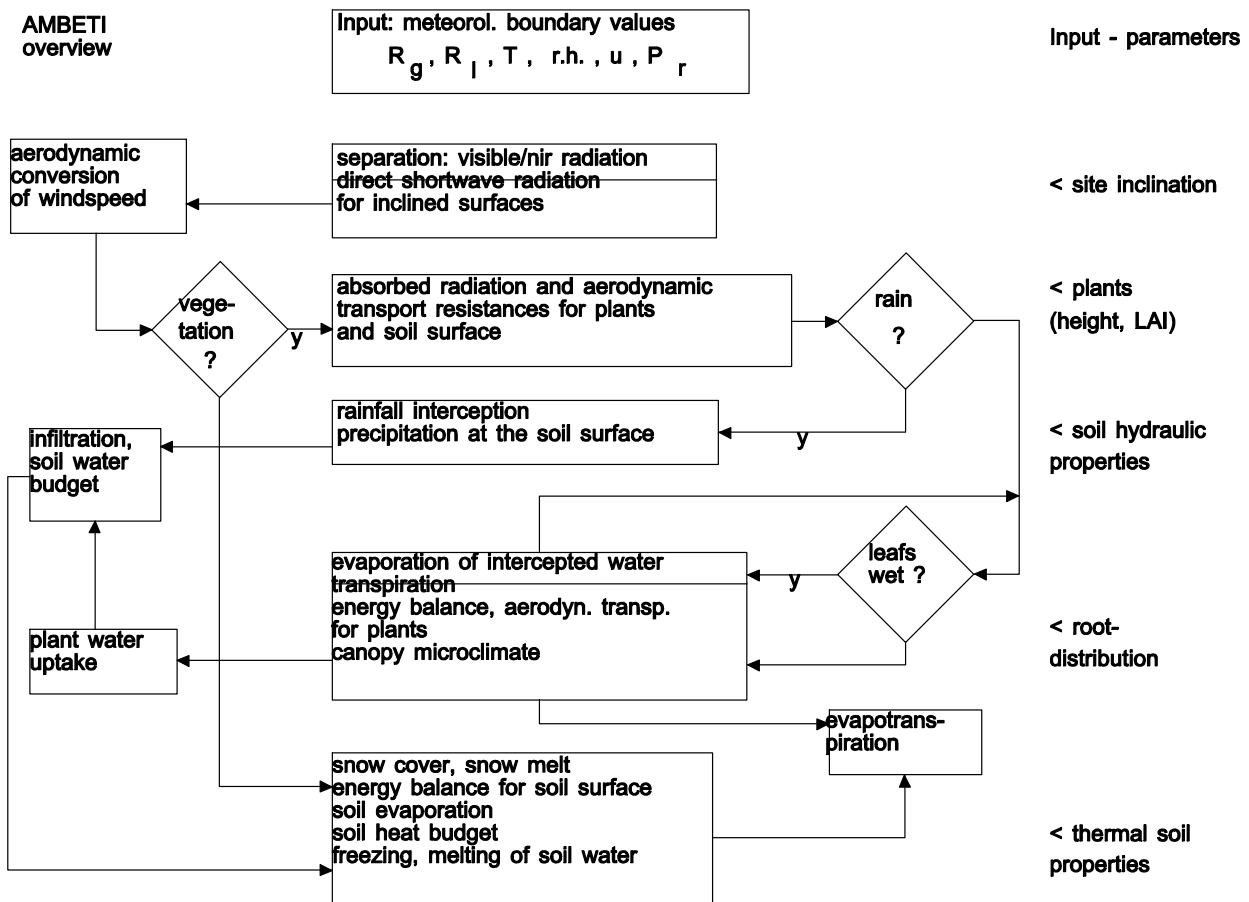 AMBETI
overview
Input: meteorol. boundary values
R g , R l , T , r.h. , u , P r
Input - parameters
aerodynamic
conversion
of windspeed
separation: visible/nir radiation
direct shortwave radiation
for inclined surfaces
< site inclination
vege-
tation
?
y
absorbed radiation and aerodynamic
transport resistances for plants
and soil surface
rain
?
< plants
(height, LAI)
rainfall interception
precipitation at the soil surface
y
infiltration,
soil water
budget
< soil hydraulic
properties
evaporation of intercepted water
transpiration
energy balance, aerodyn. transp.
for plants
canopy microclimate
y
leafs
wet ?
plant water
uptake
< root-
distribution
evapotrans-
piration
snow cover, snow melt
energy balance for soil surface
soil evaporation
soil heat budget
freezing, melting of soil water
< thermal soil
properties